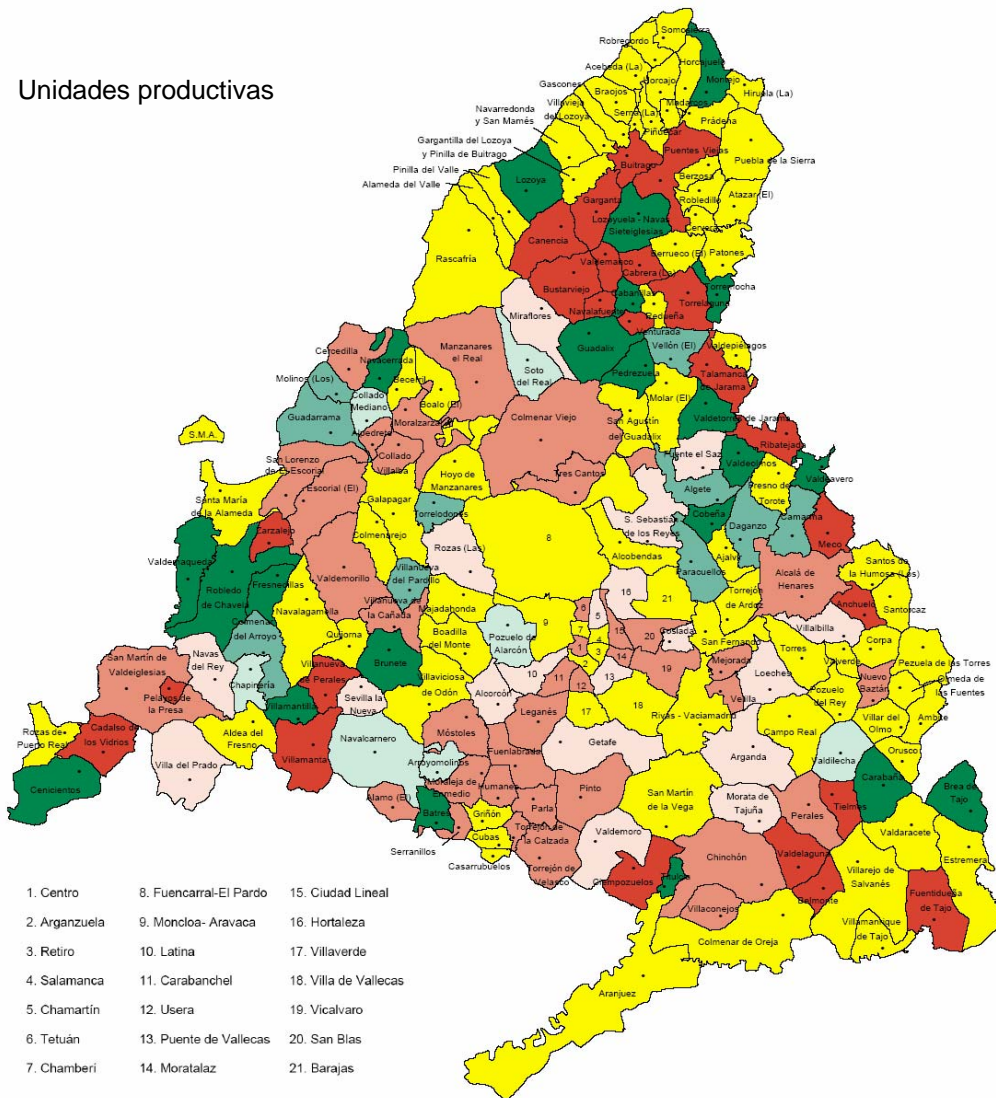 Unidades productivas
Somosierra
Robregordo
Acebeda (La)
Horcajuelo
Montejo
Gascones
Braojos
Horcajo
Hiruela (La)
Villavieja
del Lozoya
Madarcos
Serna (La)
Prádena
Navarredonda
y San Mamés
Piñuecar
Gargantilla del Lozoya
y Pinilla de Buitrago
Puentes Viejas
Puebla de la Sierra
Buitrago
Pinilla del Valle
Berzosa
Alameda del Valle
Lozoya
Atazar (El)
Robledillo
Garganta
Lozoyuela - Navas
Sieteiglesias
Cervera
Canencia
Berrueco (El)
Patones
Rascafría
Valdemanco
Cabrera (La)
Bustarviejo
Cabanillas
Torremocha
Navalafuente
Redueña
Torrelaguna
Miraflores
Venturada
Guadalix
Vellón (El)
Valdepiélagos
Cercedilla
Navacerrada
Manzanares
el Real
Soto
del Real
Pedrezuela
Talamanca
de Jarama
Molinos (Los)
Becerril
Collado
Mediano
Boalo (El)
Molar (El)
Guadarrama
Moralzarzal
Colmenar Viejo
San Agustín
de Guadalix
Valdetorres de Jarama
Alpedrete
S.M.A.
Collado
Villalba
Ribatejada
San Lorenzo
de El Escorial
Hoyo de
Manzanares
Tres Cantos
Fuente el Saz
Valdeolmos
Valdeavero
Escorial (El)
Galapagar
Algete
Fresno de
Torote
Santa María
de la Alameda
Torrelodones
S. Sebastián
de los Reyes
Cobeña
Daganzo
Camarma
Zarzalejo
Colmenarejo
Rozas (Las)
8
Meco
Valdemaqueda
Alcobendas
Ajalvir
Santos de
la Humosa (Los)
Robledo
de Chavela
Fresnedillas
Valdemorillo
Villanueva
del Pardillo
Paracuellos
Alcalá de
Henares
Navalagamella
Villanueva de
la Cañada
Majadahonda
16
21
Torrejón
de Ardoz
Anchuelo
Santorcaz
Colmenar
del Arroyo
Quijorna
Boadilla
del Monte
Pozuelo de
Alarcón
9
6
5
7
4
15
20
Coslada
San Fernando
Villalbilla
Corpa
San Martín de
Valdeiglesias
Navas
del Rey
Brunete
1
3
14
19
Mejorada
Torres
Valverde
Pezuela de las Torres
Chapinería
Villanueva
de Perales
Villaviciosa
de Odón
10
11
2
12
13
Loeches
Nuevo
Baztán
Olmeda de
las Fuentes
Pelayos de
la Presa
Villamantilla
Sevilla la
Nueva
Alcorcón
17
18
Velilla
Pozuelo
del Rey
Villar del
Olmo
Ambite
Rozas de
Puerto Real
Cadalso de
los Vidrios
Aldea del
Fresno
Navalcarnero
Móstoles
Leganés
Rivas - Vaciamadrid
Campo Real
Orusco
Villa del Prado
Villamanta
Arroyomolinos
Fuenlabrada
Getafe
Arganda
Valdilecha
Carabaña
Cenicientos
Moraleja de
Enmedio
Humanes
Pinto
San Martín
de la Vega
Morata de
Tajuña
Tielmes
Brea de
Tajo
Alamo (El)
Batres
Griñón
Parla
Perales
Serranillos
Cubas
Torrejón de
la Calzada
Valdemoro
Valdaracete
Casarrubuelos
Torrejón de
Velasco
Chinchón
Valdelaguna
Estremera
Ciempozuelos
Titulcia
Villarejo de
Salvanés
Belmonte
Fuentidueña
de Tajo
Villaconejos
Villamanrique
de Tajo
Colmenar de Oreja
Aranjuez
1. Centro
2. Arganzuela
3. Retiro
4. Salamanca
5. Chamartín
6. Tetuán
7. Chamberí
8. Fuencarral-El Pardo
9. Moncloa- Aravaca
10. Latina
11. Carabanchel
12. Usera
13. Puente de Vallecas
14. Moratalaz
15. Ciudad Lineal
16. Hortaleza
17. Villaverde
18. Villa de Vallecas
19. Vicalvaro
20. San Blas
21. Barajas